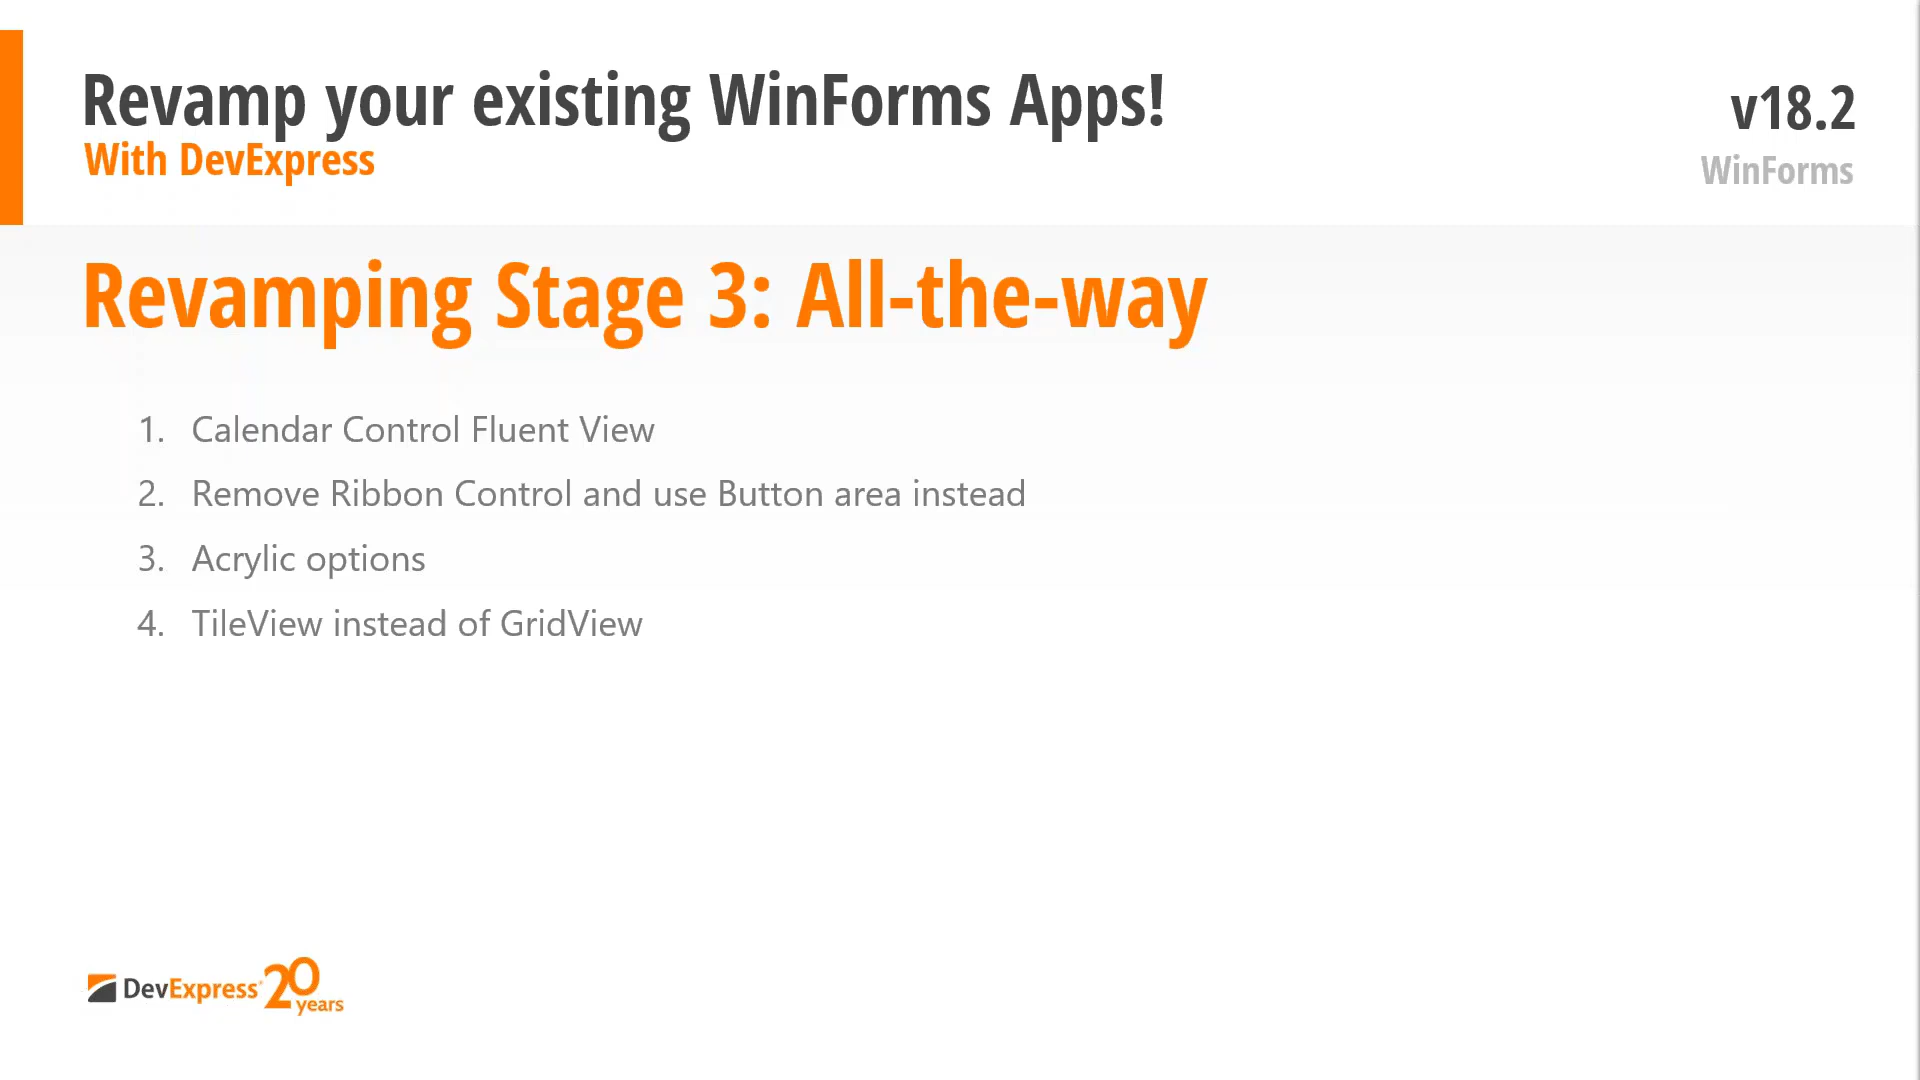 Revamp your existing WinForms Apps!
With DevExpress
v18.2
WinForms
Revamping Stage 3: All-the-way
1. Calendar Control Fluent View
2. Remove Ribbon Control and use Button area instead
3. Acrylic options
4. TileView instead of GridView
DevExpress 20 years